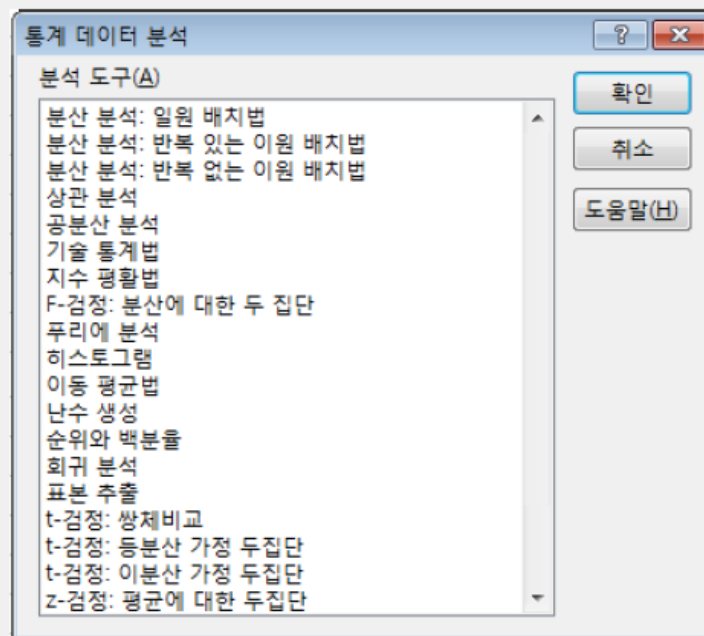 통계 데이터 분석
분석 도구(A)
분산 분석: 일원 배치법
분산 분석: 반복 있는 이원 배치법
분산 분석: 반복 없는 이원 배치법
상관 분석
공분산 분석
기술 통계법
지수 평활법
F-검정: 분산에 대한 두 집단
푸리에 분석
히스토그램
이동 평균법
난수 생성
순위와 백분율
회귀 분석
표본 추출
t-검정: 쌍체비교
t-검정: 등분산 가정 두집단
t-검정: 이분산 가정 두집단
z-검정: 평균에 대한 두집단
확인
취소
도움말(H)